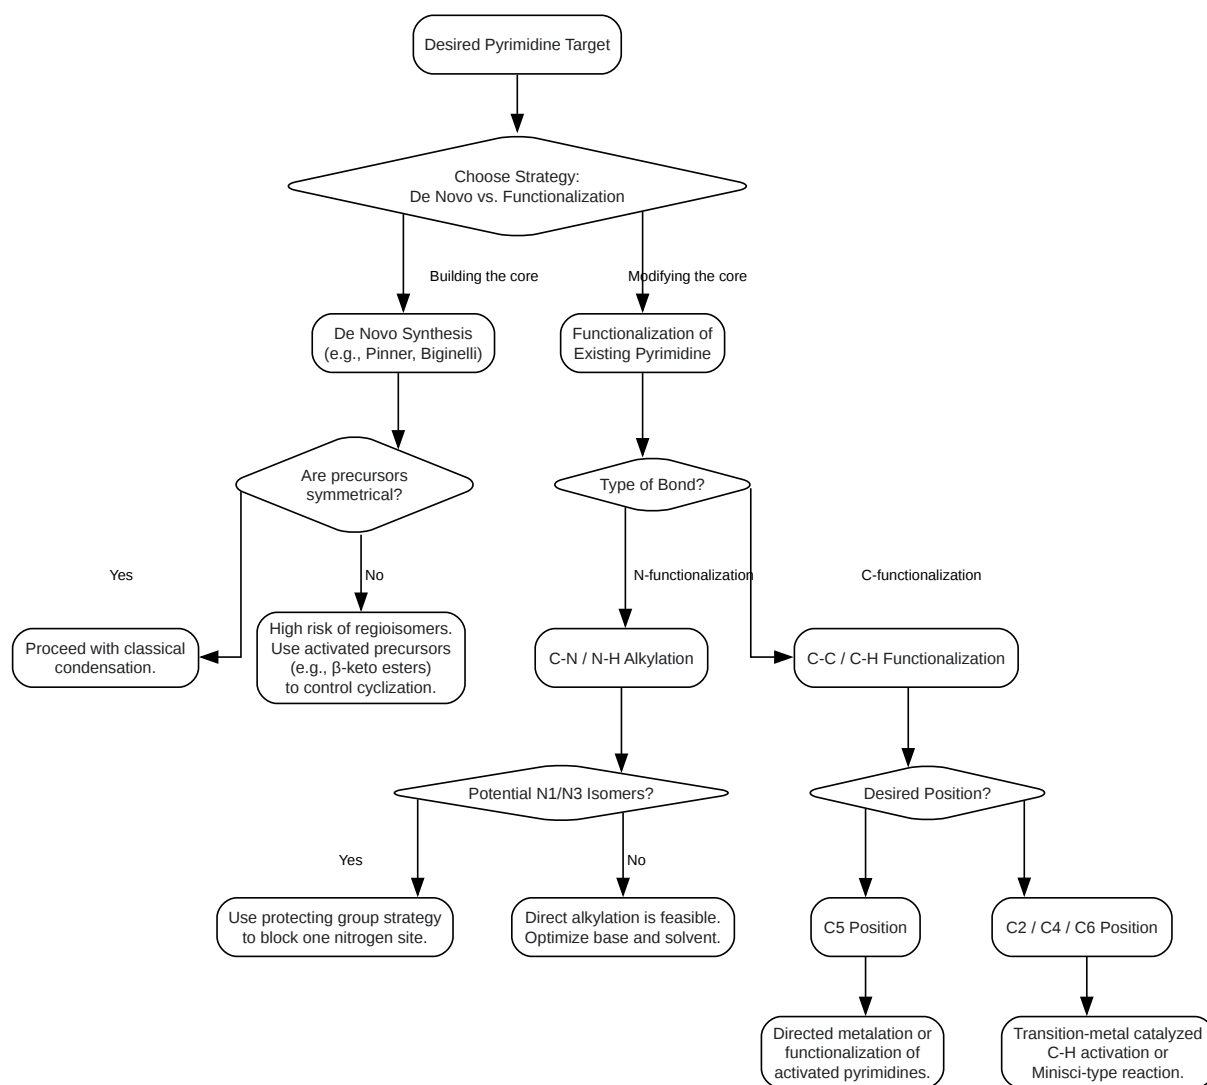 Desired Pyrimidine Target
Choose Strategy:
De Novo vs. Functionalization
Building the core
Modifying the core
De Novo Synthesis
(e.g., Pinner, Biginelli)
Functionalization of
Existing Pyrimidine
Are precursors
symmetrical?
Type of Bond?
Yes
No
N-functionalization
C-functionalization
Proceed with classical
condensation.
High risk of regioisomers.
Use activated precursors
(e.g., β-keto esters)
to control cyclization.
C-N / N-H Alkylation
C-C / C-H Functionalization
Potential N1/N3 Isomers?
Desired Position?
Yes
No
Use protecting group strategy
to block one nitrogen site.
Direct alkylation is feasible.
Optimize base and solvent.
C5 Position
C2 / C4 / C6 Position
Directed metalation or
functionalization of
activated pyrimidines.
Transition-metal catalyzed
C-H activation or
Minisci-type reaction.